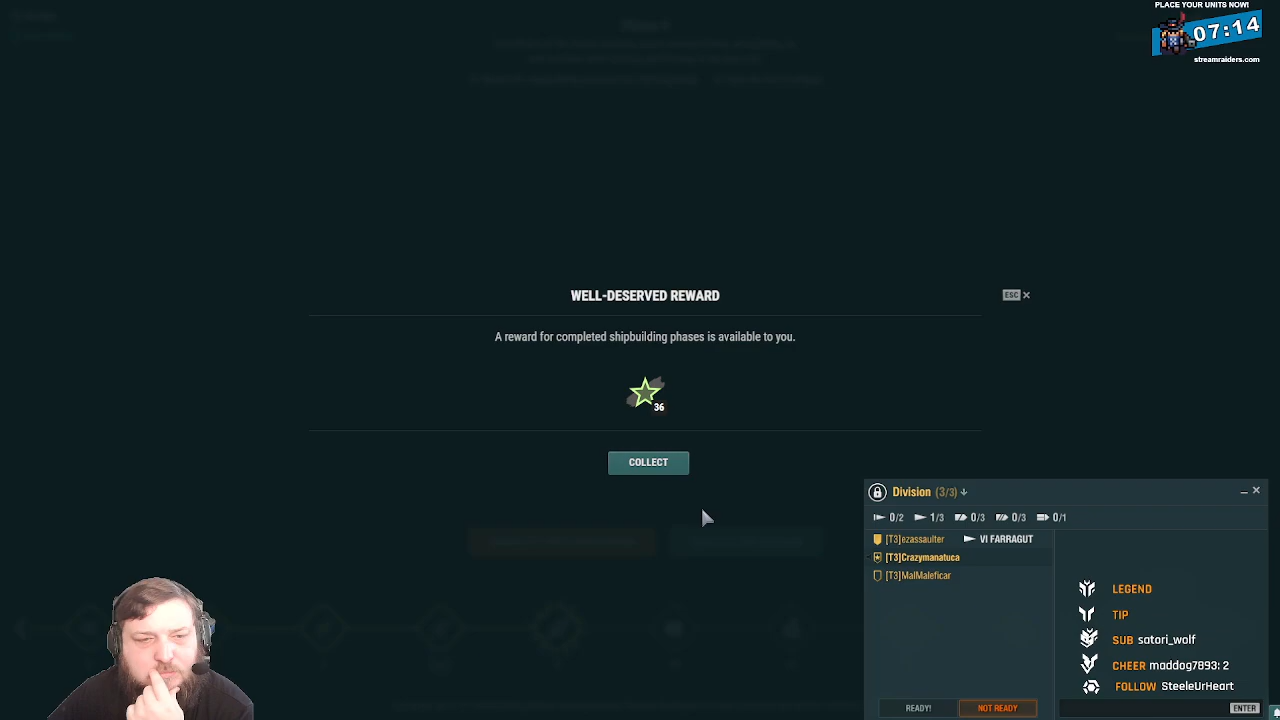 PLACE YOUR UNITS NOW!
07:14
streamraiders.com
WELL-DESERVED REWARD
ESC ×
A reward for completed shipbuilding phases is available to you.
36
COLLECT
Division (3/3)
0/2 1/3 0/3 0/3 0/1
[T3]ezassaulter VI FARRAGUT
[T3]Crazymanatuca
[T3]MalMaleficar
LEGEND
TIP
SUB satori_wolf
CHEER maddog7893: 2
FOLLOW SteeleUrHeart
READY! NOT READY ENTER